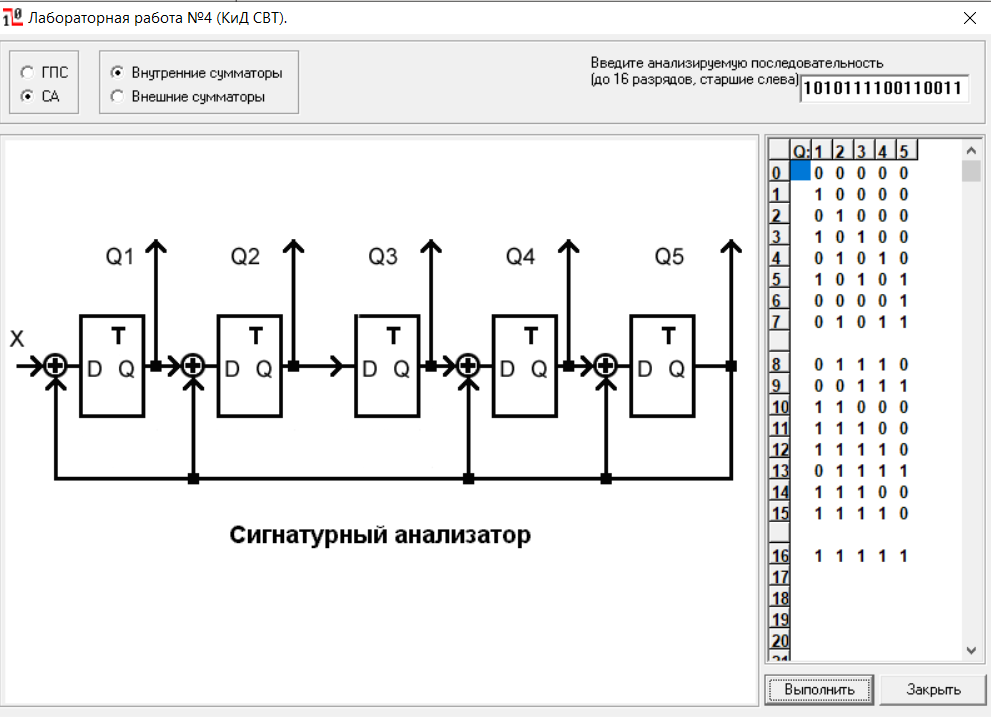 Лабораторная работа №4 (КиД СВТ).
ГПС
СА
Внутренние сумматоры
Внешние сумматоры
Введите анализируемую последовательность
(до 16 разрядов, старшие слева)
1010111100110011
Q1 Q2 Q3 Q4 Q5
X
T T T T T
D Q D Q D Q D Q D Q
Сигнатурный анализатор
Q: 1 2 3 4 5
0 0 0 0 0 0
1 1 0 0 0 0
2 0 1 0 0 0
3 1 0 1 0 0
4 0 1 0 1 0
5 1 0 1 0 1
6 0 0 0 0 1
7 0 1 0 1 1
8 0 1 1 1 0
9 0 0 1 1 1
10 1 1 0 0 0
11 1 1 1 0 0
12 1 1 1 1 0
13 0 1 1 1 1
14 1 1 1 0 0
15 1 1 1 1 0
16 1 1 1 1 1
17
18
19
20
21
Выполнить
Закрыть